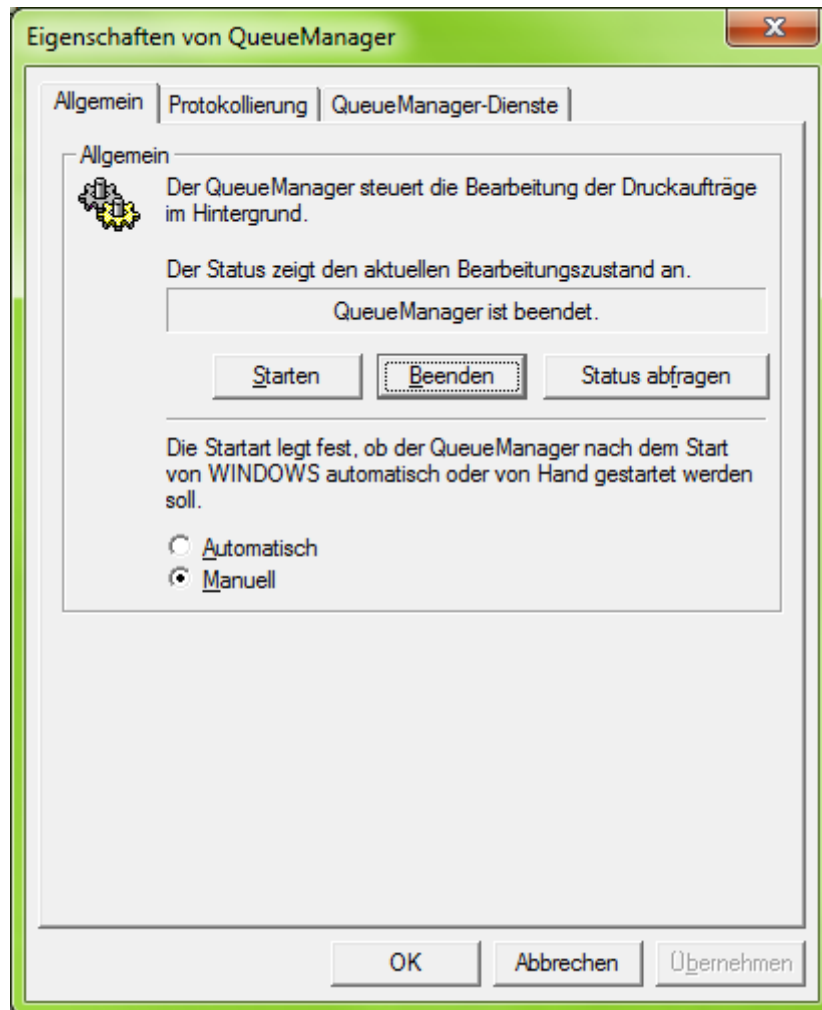 Eigenschaften von QueueManager
Allgemein
Protokollierung
QueueManager-Dienste
Allgemein
Der QueueManager steuert die Bearbeitung der Druckaufträge
im Hintergrund.
Der Status zeigt den aktuellen Bearbeitungszustand an.
QueueManager ist beendet.
Starten
Beenden
Status abfragen
Die Startart legt fest, ob der QueueManager nach dem Start
von WINDOWS automatisch oder von Hand gestartet werden
soll.
Automatisch
Manuell
OK
Abbrechen
Übernehmen